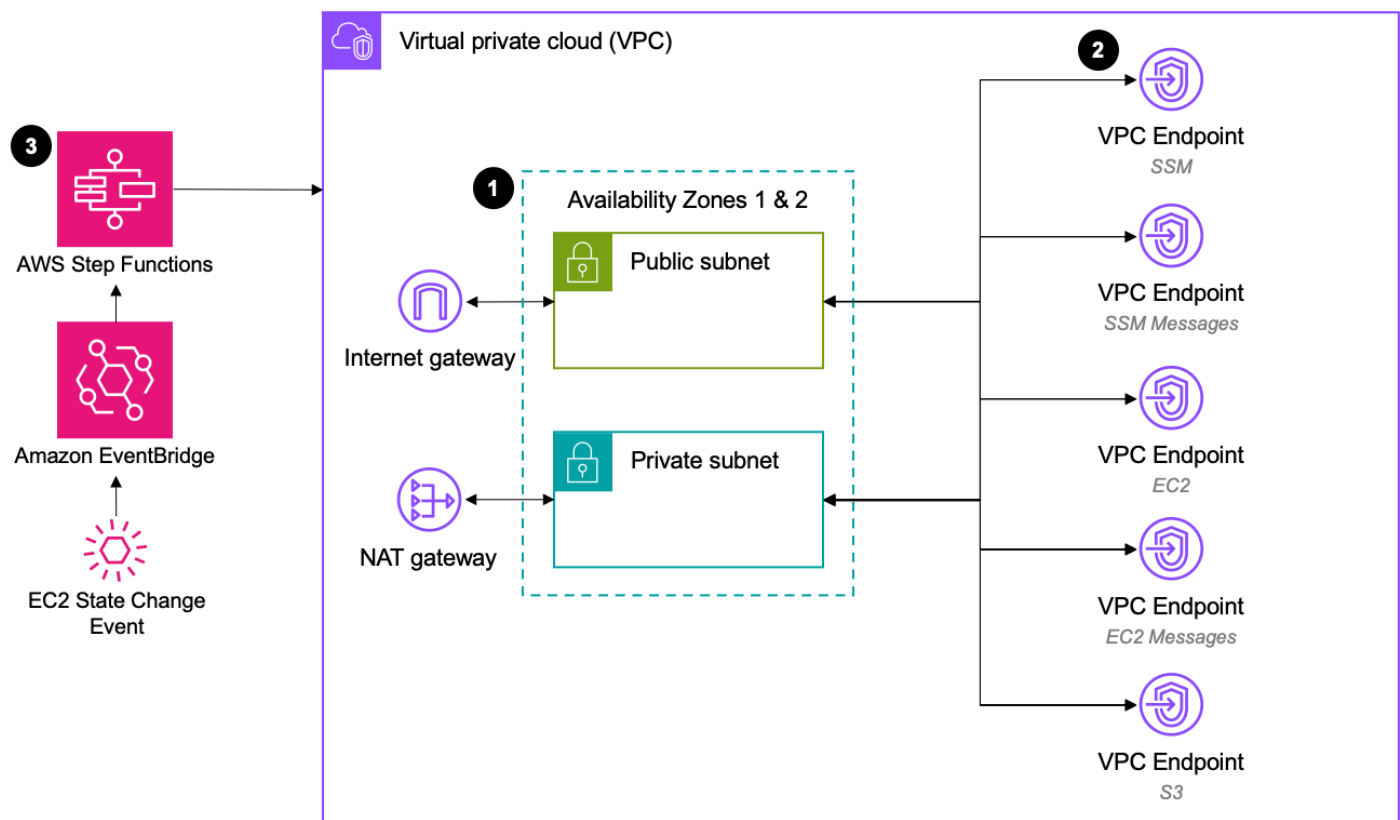 Virtual private cloud (VPC)
2
VPC Endpoint
SSM
3
AWS Step Functions
1
Availability Zones 1 & 2
Public subnet
VPC Endpoint
SSM Messages
Internet gateway
Amazon EventBridge
Private subnet
VPC Endpoint
EC2
NAT gateway
EC2 State Change
Event
VPC Endpoint
EC2 Messages
VPC Endpoint
S3